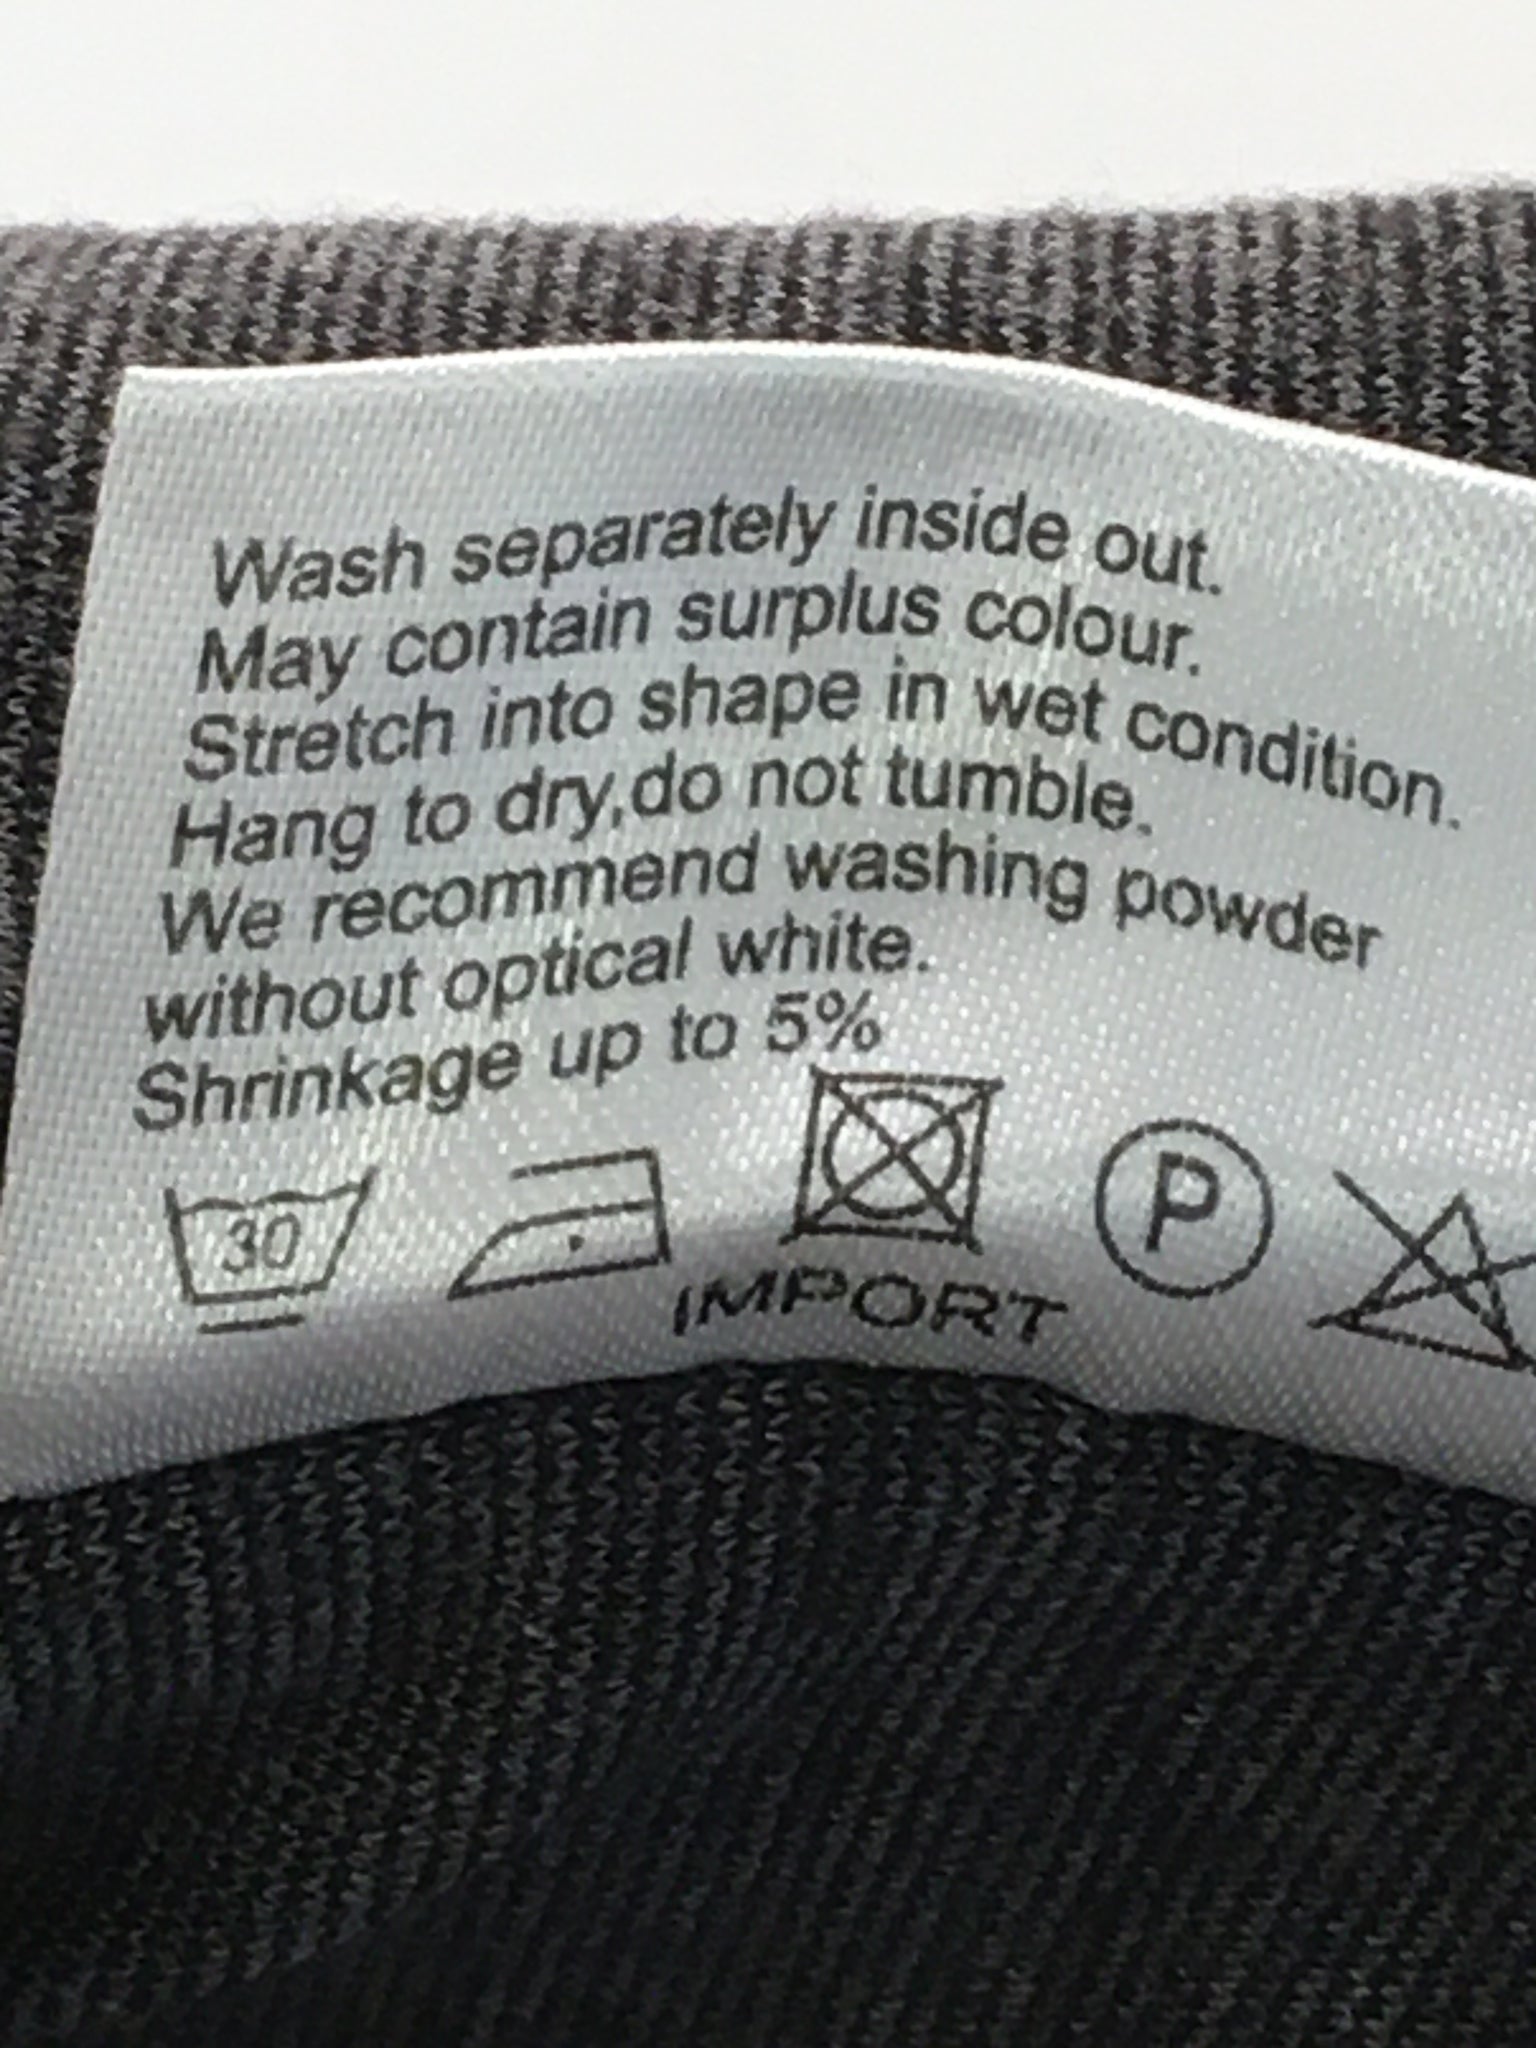 Wash separately inside out.
May contain surplus colour.
Stretch into shape in wet condition.
Hang to dry,do not tumble.
We recommend washing powder
without optical white.
Shrinkage up to 5%
30
P
IMPORT